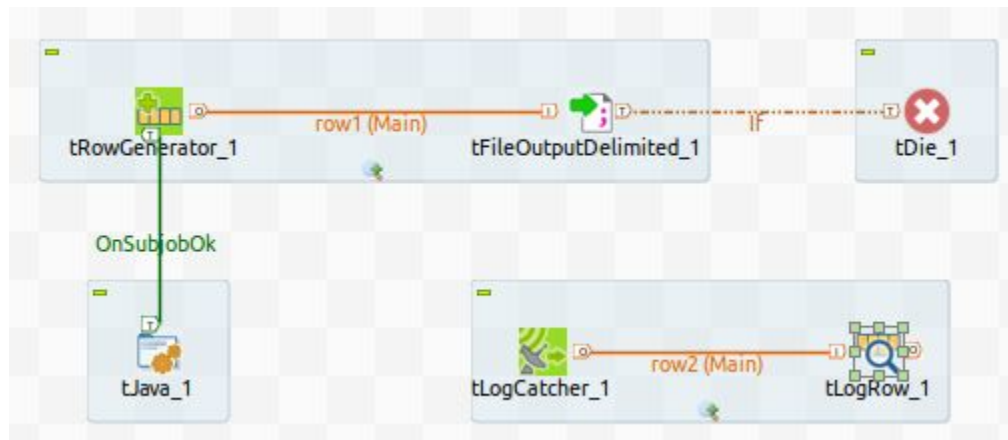 row1 (Main)
If
tRowGenerator_1
tFileOutputDelimited_1
tDie_1
OnSubjobOk
row2 (Main)
tJava_1
tLogCatcher_1
tLogRow_1